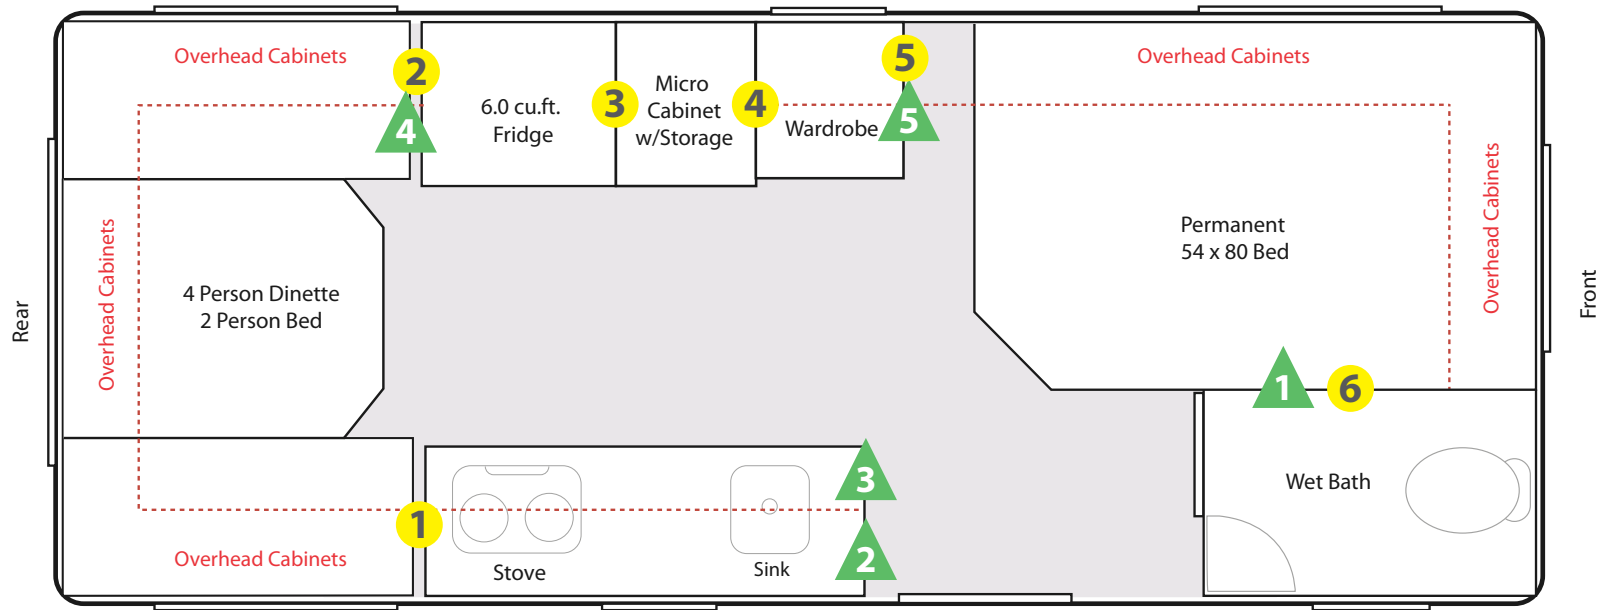 Overhead Cabinets
2
4
6.0 cu.ft.
Fridge
3
Micro
Cabinet
w/Storage
4
Wardrobe
5
5
Overhead Cabinets
Rear
Overhead Cabinets
4 Person Dinette
2 Person Bed
Permanent
54 x 80 Bed
Overhead Cabinets
Front
1
6
Overhead Cabinets
1
Stove
Sink
3
2
Wet Bath